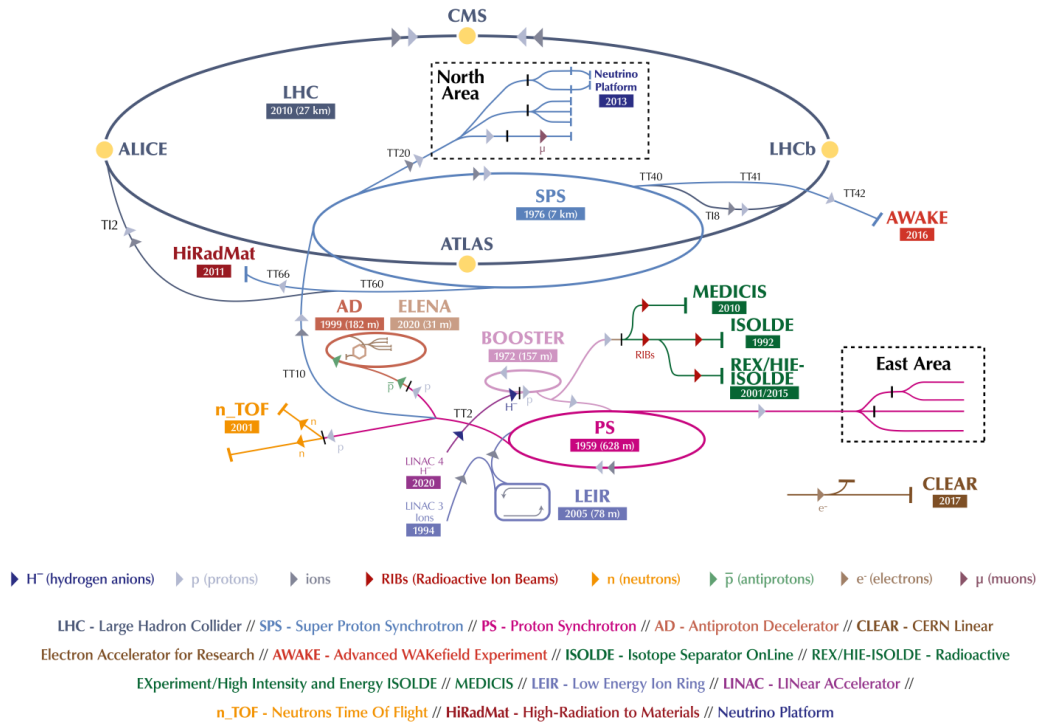 CMS
North
Area
Neutrino
Platform
2013
LHC
2010 (27 km)
μ
ALICE
LHCb
TT20
TT40
TT41
TT42
SPS
1976 (7 km)
TI8
AWAKE
2016
TI2
ATLAS
HiRadMat
2011
TT66
TT60
MEDICIS
2010
AD
1999 (182 m)
ELENA
2020 (31 m)
ISOLDE
1992
BOOSTER
1972 (157 m)
RIBs
REX/HIE-
ISOLDE
2001/2015
East Area
TT10
p̅
p
H⁻
p
TT2
n_TOF
2001
n
n
p
PS
1959 (628 m)
LINAC 4
H⁻
2020
LEIR
2005 (78 m)
LINAC 3
Ions
1994
CLEAR
2017
e⁻
H⁻ (hydrogen anions)
p (protons)
ions
RIBs (Radioactive Ion Beams)
n (neutrons)
p̅ (antiprotons)
e⁻ (electrons)
μ (muons)
LHC - Large Hadron Collider // SPS - Super Proton Synchrotron // PS - Proton Synchrotron // AD - Antiproton Decelerator // CLEAR - CERN Linear
Electron Accelerator for Research // AWAKE - Advanced WAKefield Experiment // ISOLDE - Isotope Separator OnLine // REX/HIE-ISOLDE - Radioactive
EXperiment/High Intensity and Energy ISOLDE // MEDICIS // LEIR - Low Energy Ion Ring // LINAC - LINear ACcelerator //
n_TOF - Neutrons Time Of Flight // HiRadMat - High-Radiation to Materials // Neutrino Platform